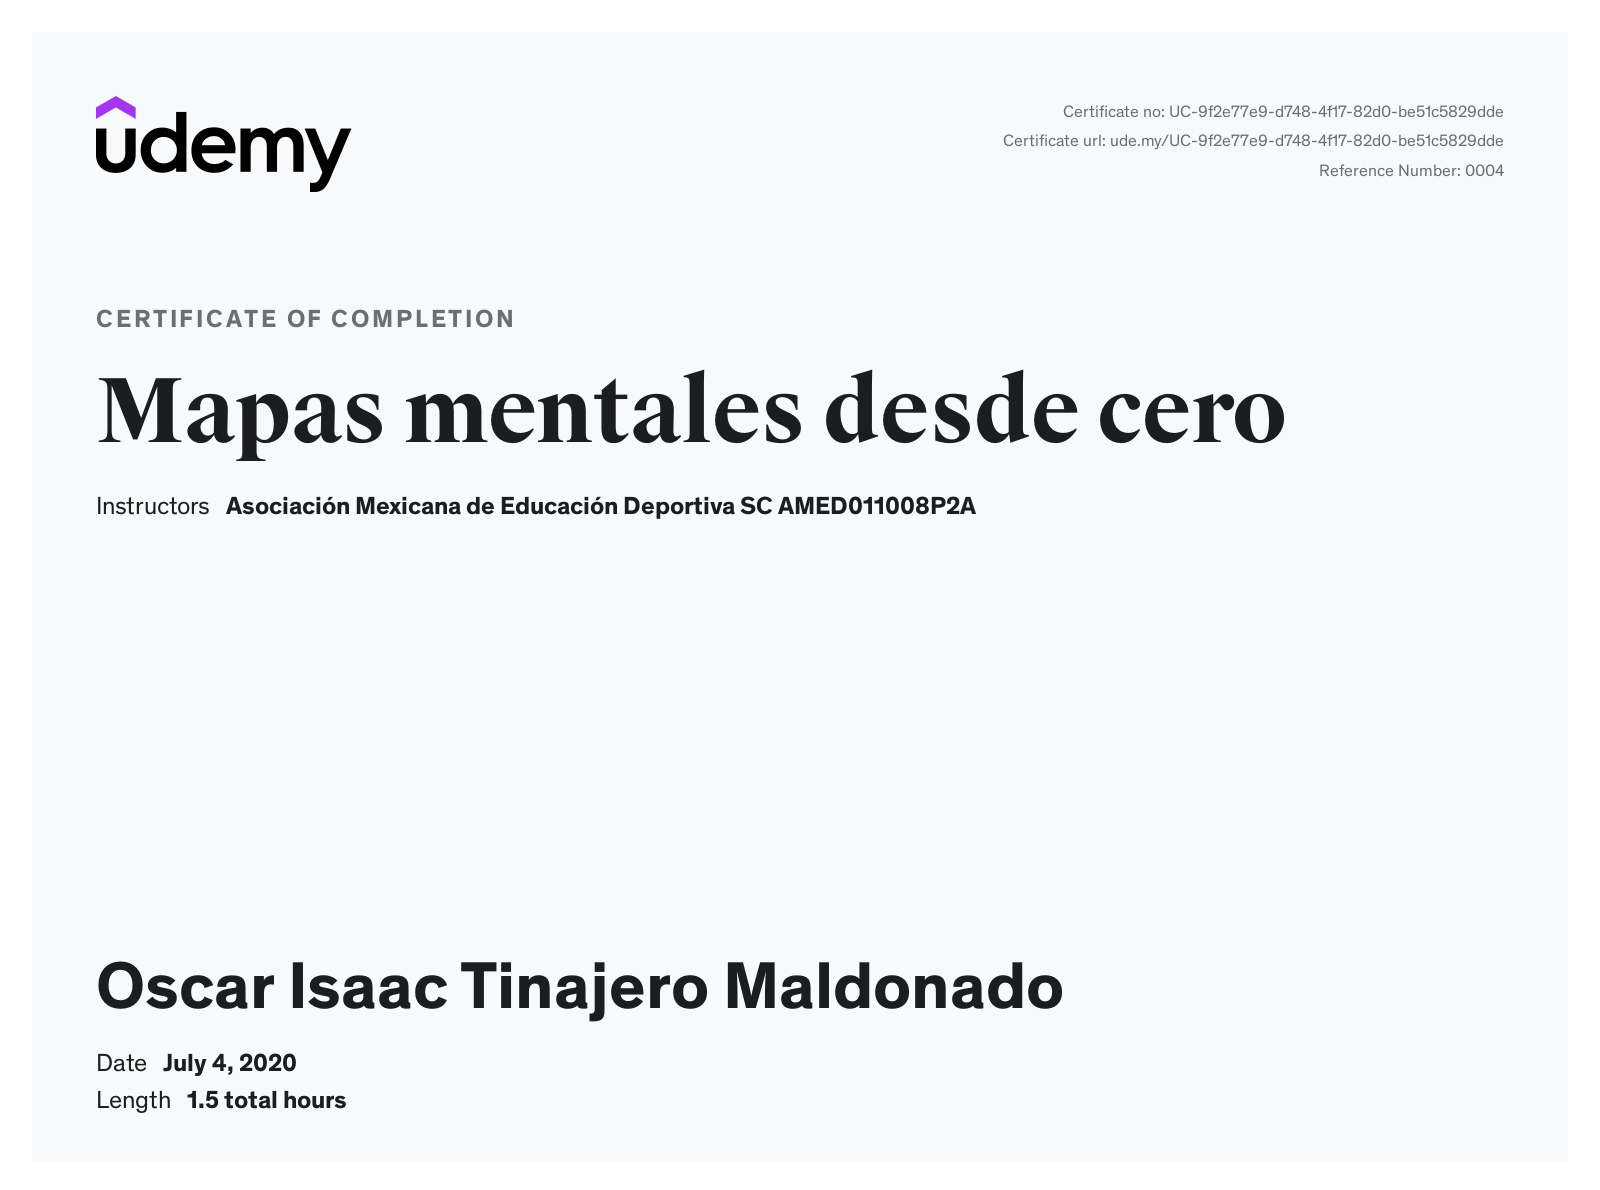 udemy
Certificate no: UC-9f2e77e9-d748-4f17-82d0-be51c5829dde
Certificate url: ude.my/UC-9f2e77e9-d748-4f17-82d0-be51c5829dde
Reference Number: 0004
CERTIFICATE OF COMPLETION
Mapas mentales desde cero
Instructors Asociación Mexicana de Educación Deportiva SC AMED011008P2A
Oscar Isaac Tinajero Maldonado
Date July 4, 2020
Length 1.5 total hours